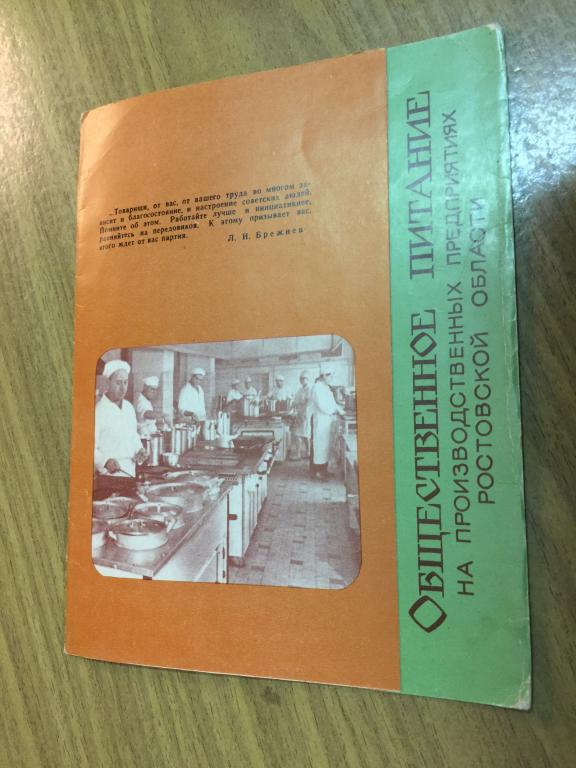 ...Товарищи, от вас, от вашего труда во многом за-
висит и благосостояние, и настроение советских людей.
Помните об этом. Работайте лучше и инициативнее,
равняйтесь на передовиков. К этому призывает вас,
этого ждет от вас партия. Л. И. Брежнев
ОБЩЕСТВЕННОЕ ПИТАНИЕ
НА ПРОИЗВОДСТВЕННЫХ ПРЕДПРИЯТИЯХ
РОСТОВСКОЙ ОБЛАСТИ